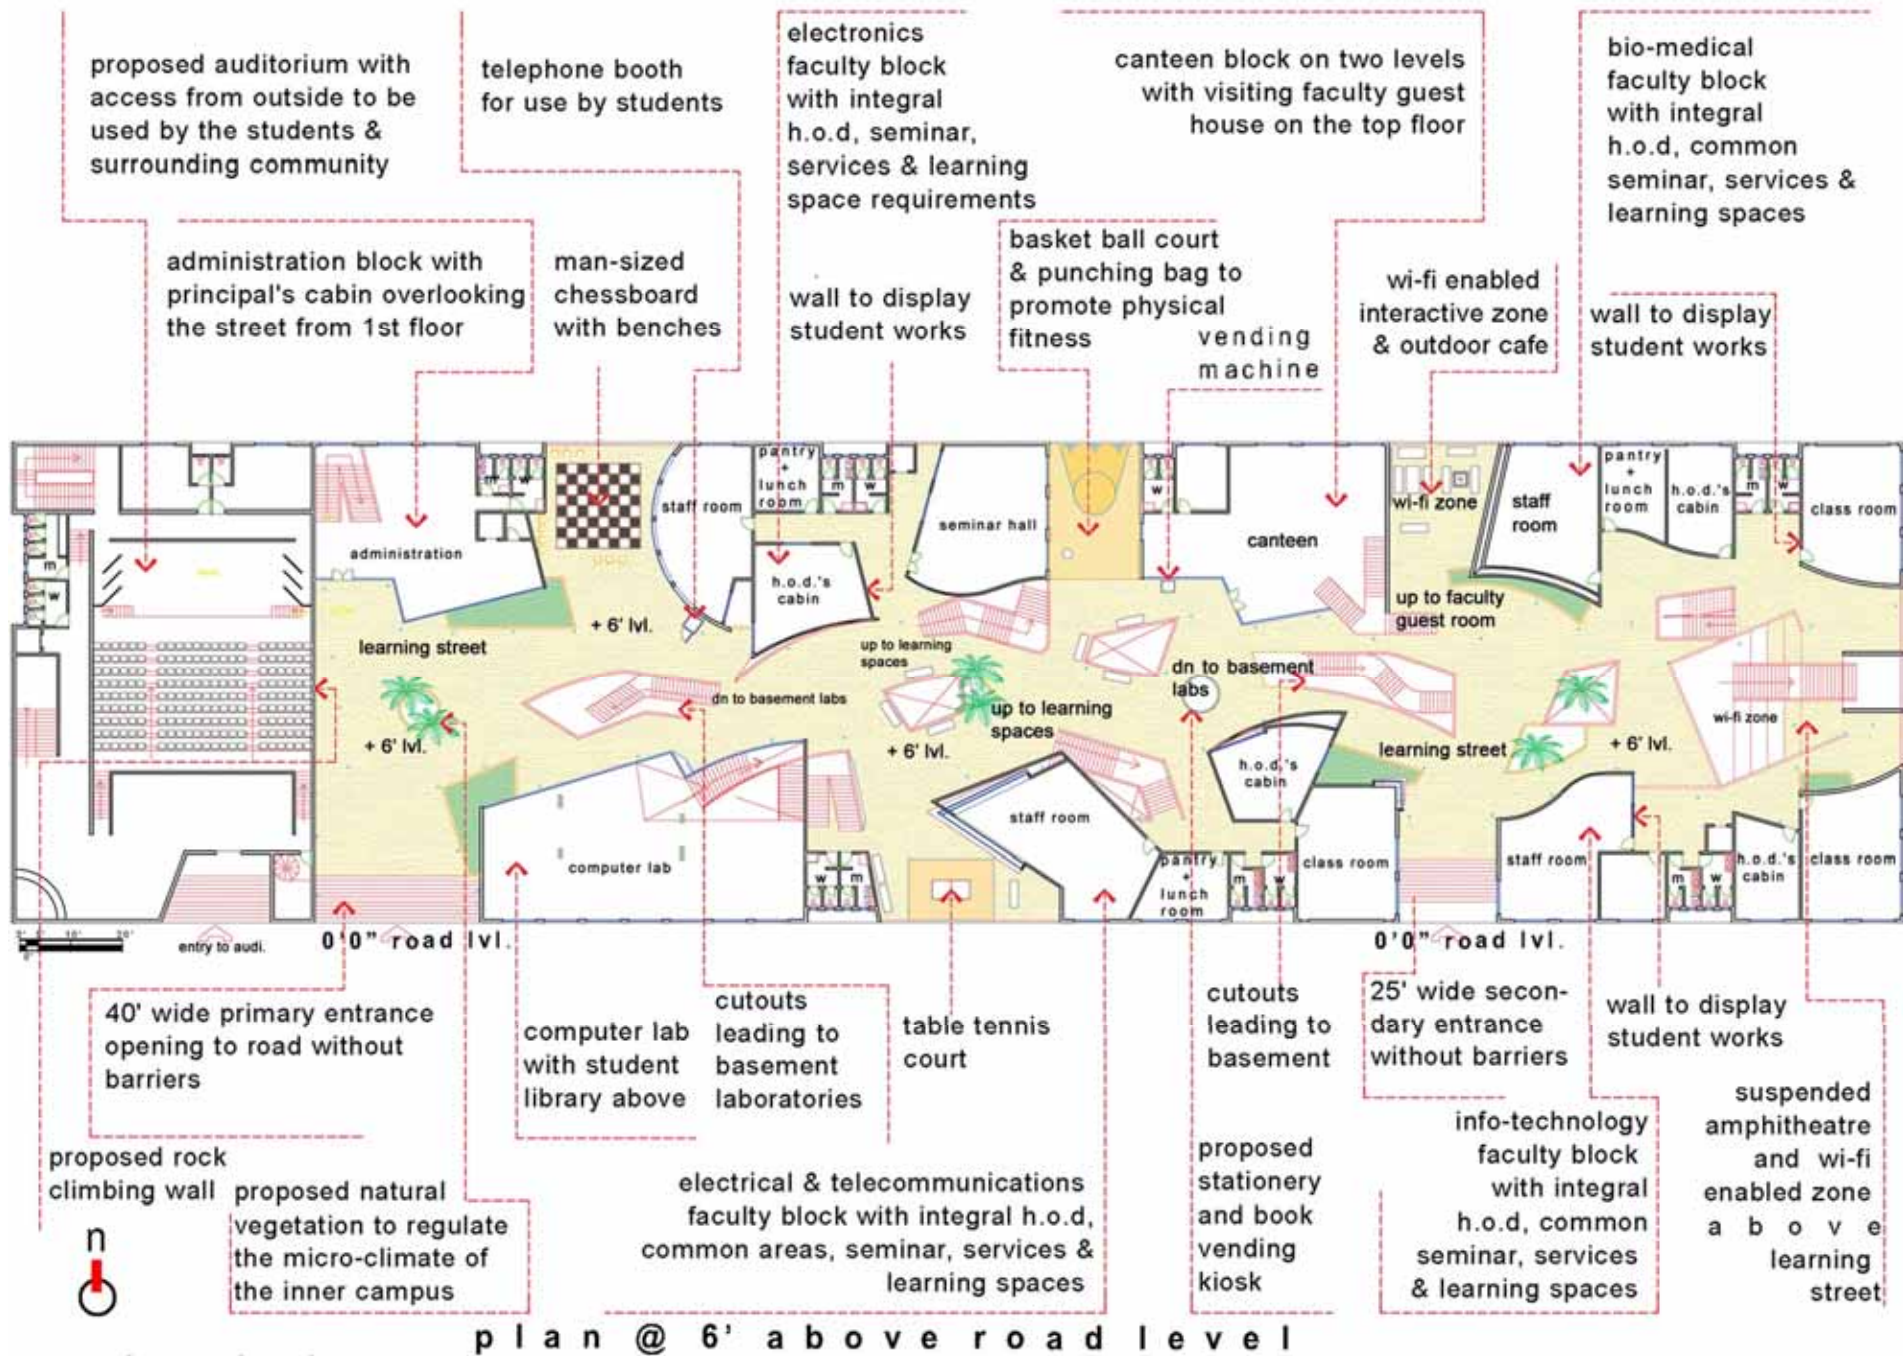 proposed auditorium with
access from outside to be
used by the students &
surrounding community
telephone booth
for use by students
electronics
faculty block
with integral
h.o.d, seminar,
services & learning
space requirements
canteen block on two levels
with visiting faculty guest
house on the top floor
bio-medical
faculty block
with integral
h.o.d, common
seminar, services &
learning spaces
administration block with
principal's cabin overlooking
the street from 1st floor
man-sized
chessboard
with benches
wall to display
student works
basket ball court
& punching bag to
promote physical
fitness
vending
machine
wi-fi enabled
interactive zone
& outdoor cafe
wall to display
student works
m
w
administration
m
w
staff room
pantry
+
lunch
room
m
w
h.o.d.'s
cabin
seminar hall
w
canteen
wi-fi zone
staff
room
pantry
+
lunch
room
h.o.d.'s
cabin
m
w
class room
learning street
+ 6' lvl.
up to learning
spaces
up to faculty
guest room
+ 6' lvl.
dn to basement labs
+ 6' lvl.
up to learning
spaces
dn to basement
labs
learning street
+ 6' lvl.
wi-fi zone
computer lab
w
m
staff room
h.o.d.'s
cabin
pantry
+
lunch
room
m
w
class room
staff room
m
w
h.o.d.'s
cabin
class room
entry to audi.
0'0" road lvl.
0'0" road lvl.
40' wide primary entrance
opening to road without
barriers
computer lab
with student
library above
cutouts
leading to
basement
laboratories
table tennis
court
cutouts
leading to
basement
25' wide secon-
dary entrance
without barriers
wall to display
student works
proposed rock
climbing wall
proposed natural
vegetation to regulate
the micro-climate of
the inner campus
electrical & telecommunications
faculty block with integral h.o.d,
common areas, seminar, services &
learning spaces
proposed
stationery
and book
vending
kiosk
info-technology
faculty block
with integral
h.o.d, common
seminar, services
& learning spaces
suspended
amphitheatre
and wi-fi
enabled zone
above
learning
street
n
plan @ 6' above road level